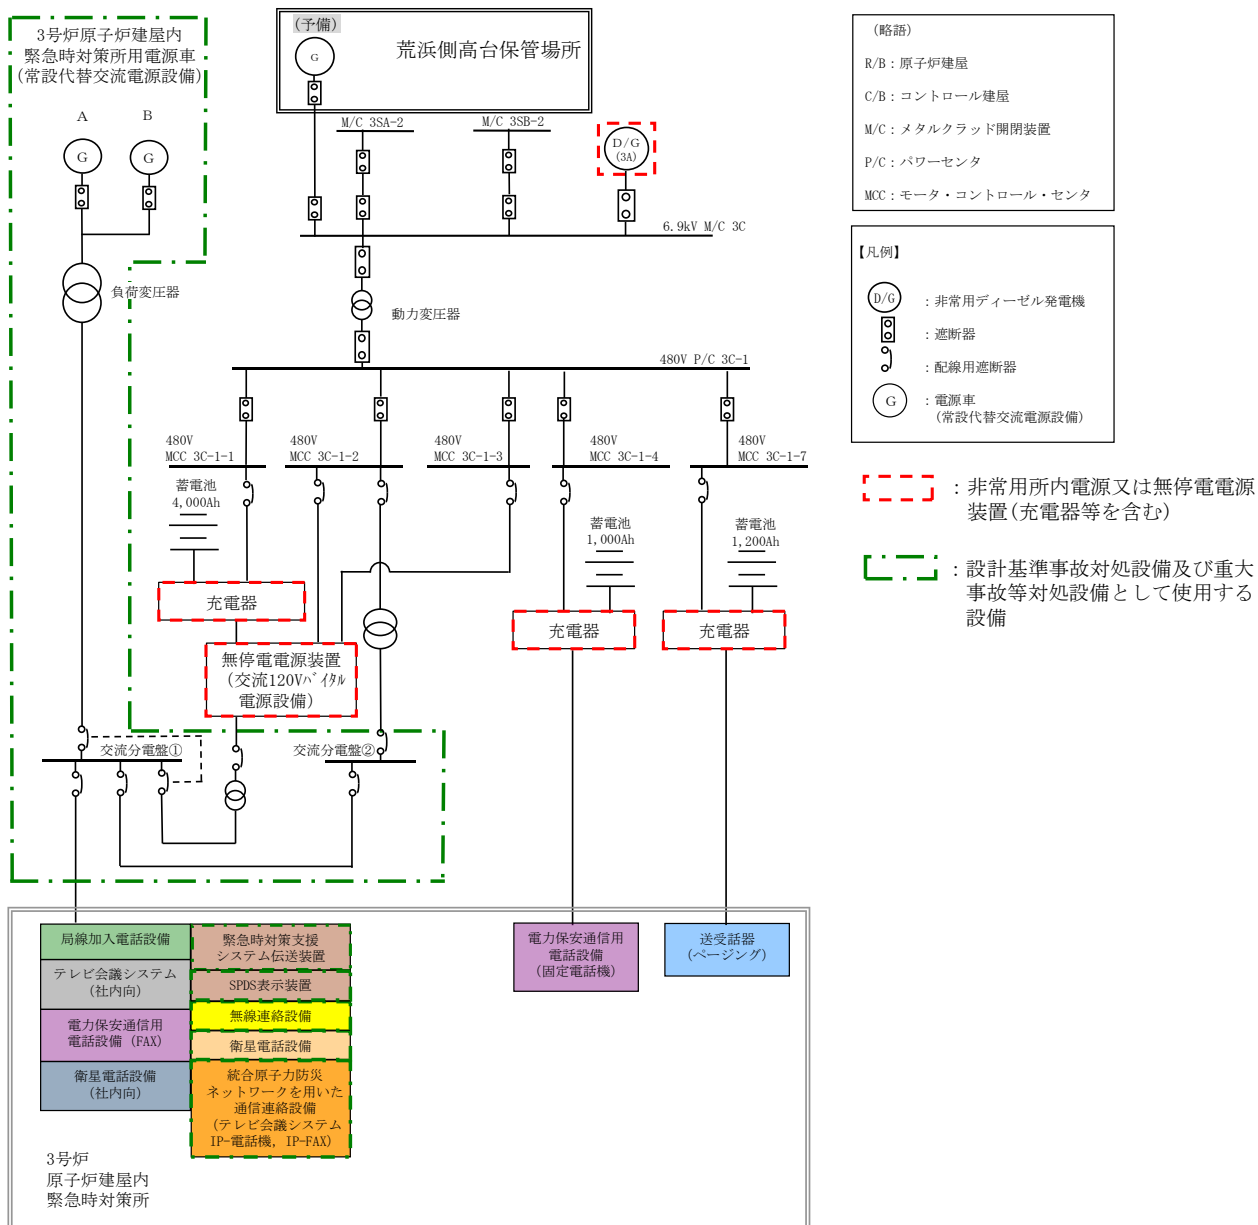 3号炉原子炉建屋内
緊急時対策所用電源車
(常設代替交流電源設備)
A
B
G
G
(予備)
G
荒浜側高台保管場所
M/C 3SA-2
M/C 3SB-2
D/G
(3A)
6.9kV M/C 3C
負荷変圧器
動力変圧器
480V P/C 3C-1
480V
MCC 3C-1-1
480V
MCC 3C-1-2
480V
MCC 3C-1-3
480V
MCC 3C-1-4
480V
MCC 3C-1-7
蓄電池
4,000Ah
蓄電池
1,000Ah
蓄電池
1,200Ah
充電器
充電器
充電器
無停電電源装置
(交流120Vﾊﾞｲﾀﾙ
電源設備)
交流分電盤①
交流分電盤②
局線加入電話設備
テレビ会議システム
(社内向)
電力保安通信用
電話設備 (FAX)
衛星電話設備
(社内向)
緊急時対策支援
システム伝送装置
SPDS表示装置
無線連絡設備
衛星電話設備
統合原子力防災
ネットワークを用いた
通信連絡設備
(テレビ会議システム
IP-電話機, IP-FAX)
電力保安通信用
電話設備
(固定電話機)
送受話器
(ページング)
3号炉
原子炉建屋内
緊急時対策所
(略語)
R/B：原子炉建屋
C/B：コントロール建屋
M/C：メタルクラッド開閉装置
P/C：パワーセンタ
MCC：モータ・コントロール・センタ
【凡例】
D/G
：非常用ディーゼル発電機
：遮断器
：配線用遮断器
G
：電源車
(常設代替交流電源設備)
：非常用所内電源又は無停電電源
装置(充電器等を含む)
：設計基準事故対処設備及び重大
事故等対処設備として使用する
設備